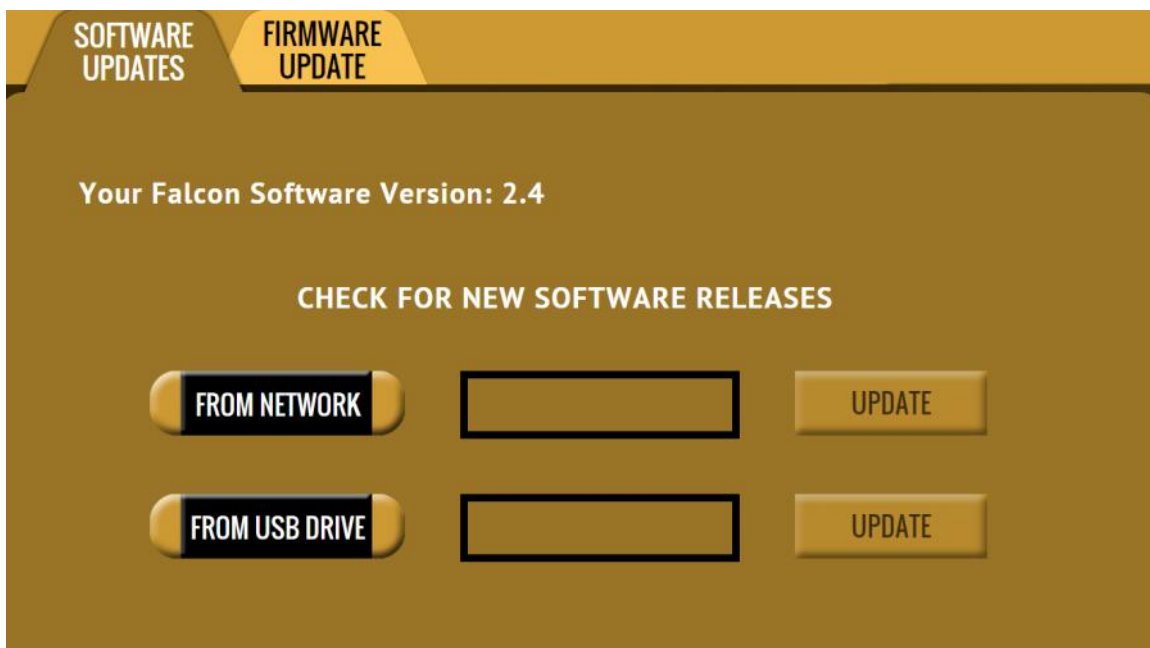 SOFTWARE
UPDATES
FIRMWARE
UPDATE
Your Falcon Software Version: 2.4
CHECK FOR NEW SOFTWARE RELEASES
FROM NETWORK
UPDATE
FROM USB DRIVE
UPDATE